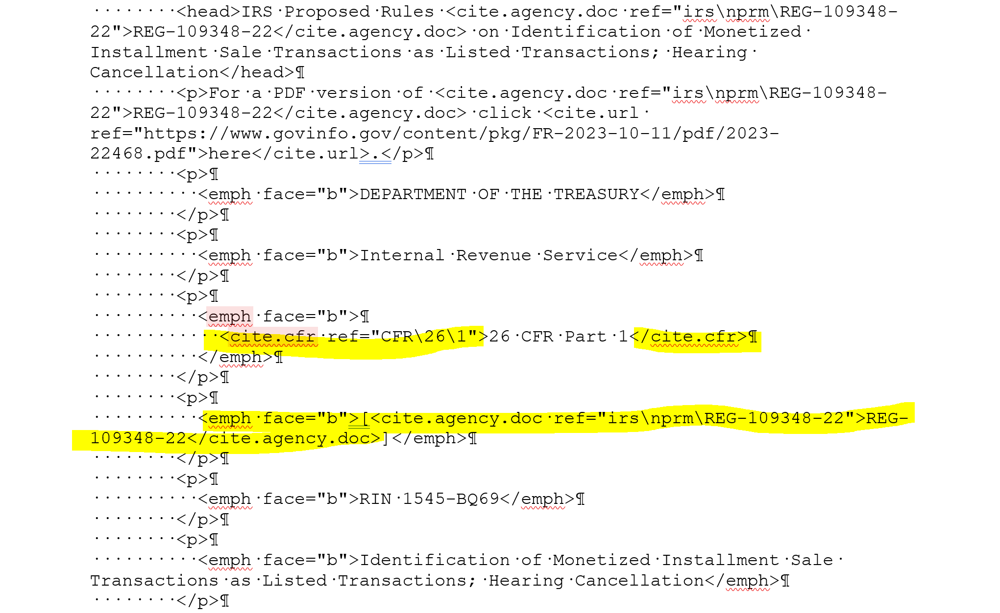 ········<head>IRS·Proposed·Rules·<cite.agency.doc·ref="irs\nprm\REG-109348-
22">REG-109348-22</cite.agency.doc>·on·Identification·of·Monetized·
Installment·Sale·Transactions·as·Listed·Transactions;·Hearing·
Cancellation</head>¶
········<p>For·a·PDF·version·of·<cite.agency.doc·ref="irs\nprm\REG-109348-
22">REG-109348-22</cite.agency.doc>·click·<cite.url·
ref="https://www.govinfo.gov/content/pkg/FR-2023-10-11/pdf/2023-
22468.pdf">here</cite.url>.</p>¶
········<p>¶
··········<emph·face="b">DEPARTMENT·OF·THE·TREASURY</emph>¶
········</p>¶
········<p>¶
··········<emph·face="b">Internal·Revenue·Service</emph>¶
········</p>¶
········<p>¶
··········<emph·face="b">¶
············<cite.cfr·ref="CFR\26\1">26·CFR·Part·1</cite.cfr>¶
··········</emph>¶
········</p>¶
········<p>¶
··········<emph·face="b">[<cite.agency.doc·ref="irs\nprm\REG-109348-22">REG-
109348-22</cite.agency.doc>]</emph>¶
········</p>¶
········<p>¶
··········<emph·face="b">RIN·1545-BQ69</emph>¶
········</p>¶
········<p>¶
··········<emph·face="b">Identification·of·Monetized·Installment·Sale·
Transactions·as·Listed·Transactions;·Hearing·Cancellation</emph>¶
········</p>¶